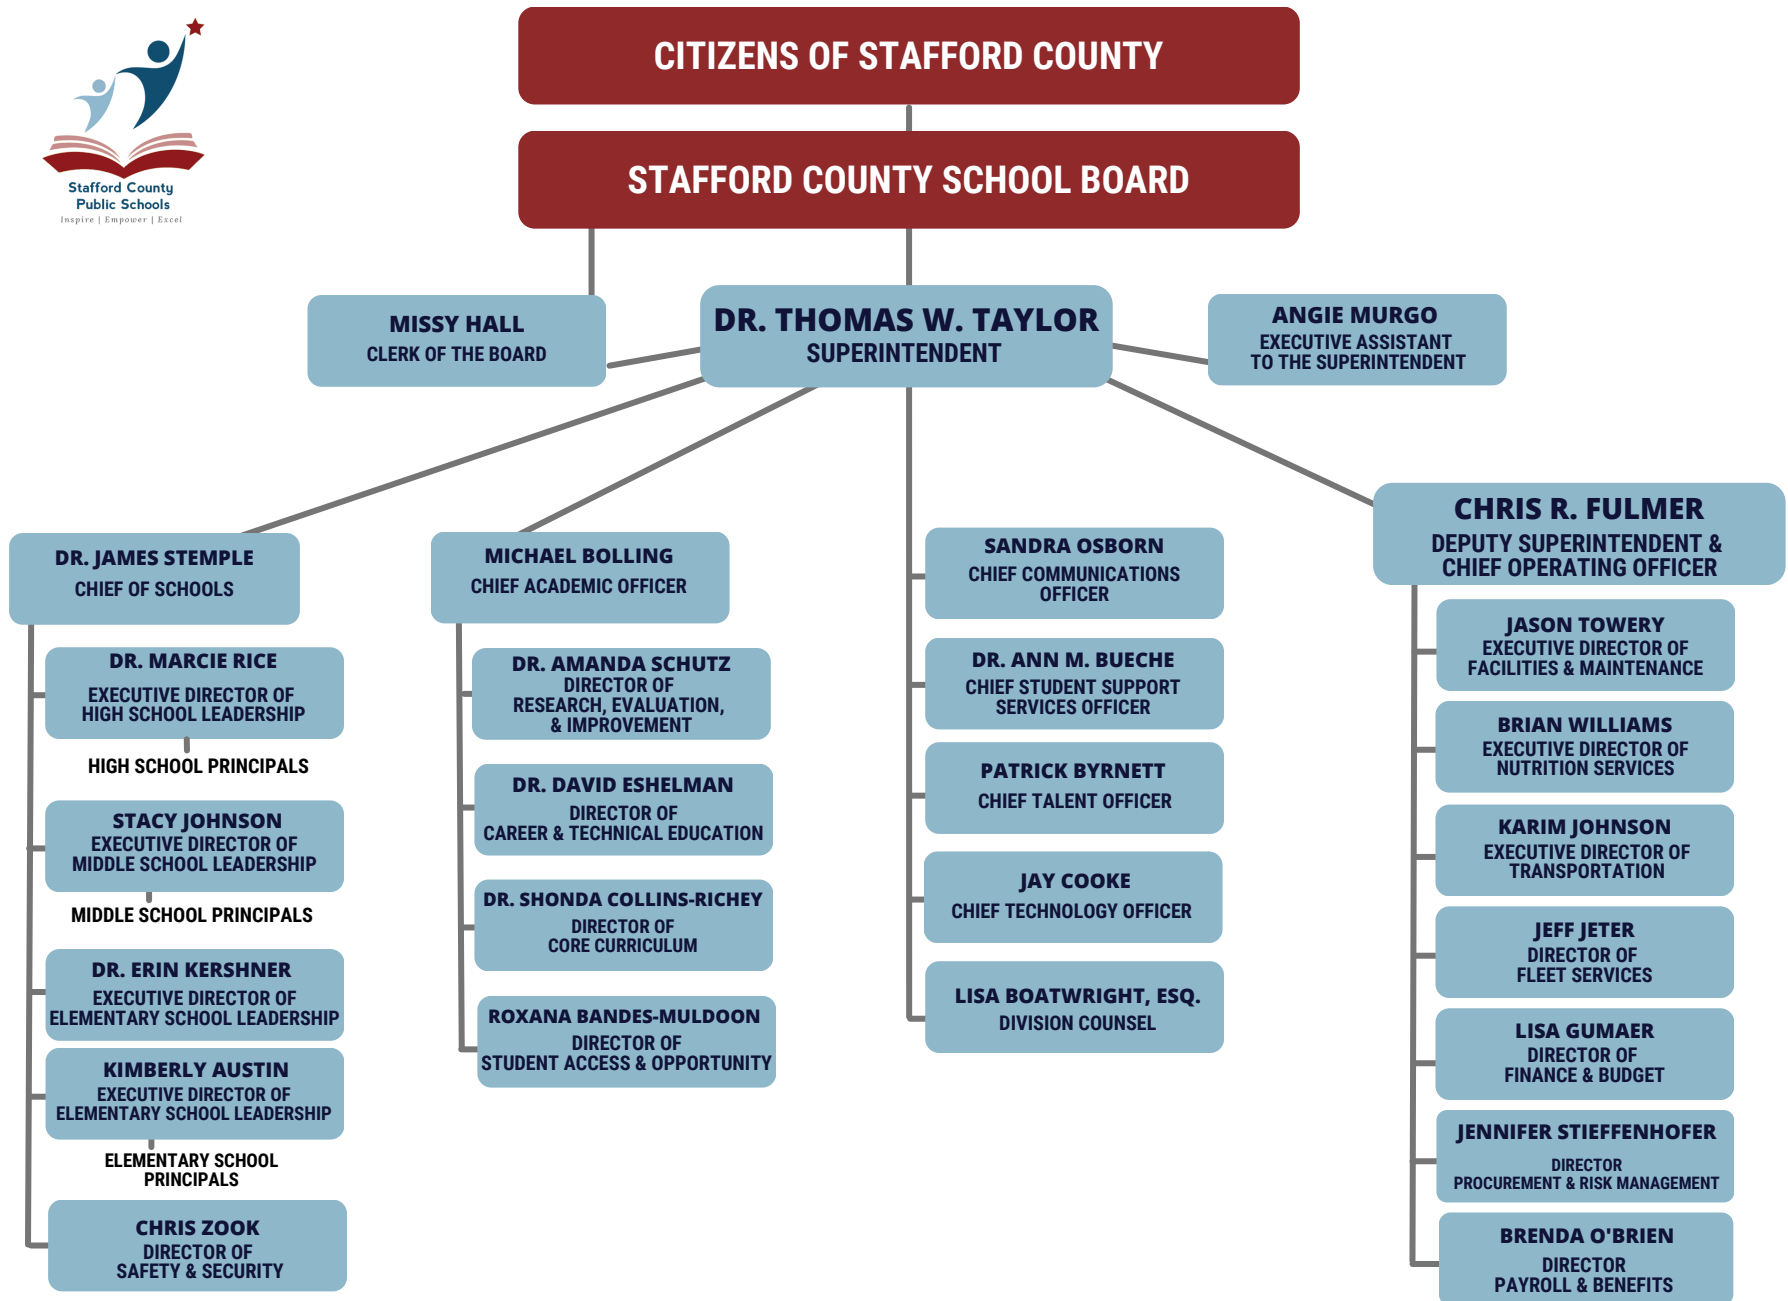 Stafford County
Public Schools
Inspire | Empower | Excel
CITIZENS OF STAFFORD COUNTY
STAFFORD COUNTY SCHOOL BOARD
MISSY HALL
CLERK OF THE BOARD
DR. THOMAS W. TAYLOR
SUPERINTENDENT
ANGIE MURGO
EXECUTIVE ASSISTANT
TO THE SUPERINTENDENT
DR. JAMES STEMPLE
CHIEF OF SCHOOLS
DR. MARCIE RICE
EXECUTIVE DIRECTOR OF
HIGH SCHOOL LEADERSHIP
HIGH SCHOOL PRINCIPALS
STACY JOHNSON
EXECUTIVE DIRECTOR OF
MIDDLE SCHOOL LEADERSHIP
MIDDLE SCHOOL PRINCIPALS
DR. ERIN KERSHNER
EXECUTIVE DIRECTOR OF
ELEMENTARY SCHOOL LEADERSHIP
KIMBERLY AUSTIN
EXECUTIVE DIRECTOR OF
ELEMENTARY SCHOOL LEADERSHIP
ELEMENTARY SCHOOL
PRINCIPALS
CHRIS ZOOK
DIRECTOR OF
SAFETY & SECURITY
MICHAEL BOLLING
CHIEF ACADEMIC OFFICER
DR. AMANDA SCHUTZ
DIRECTOR OF
RESEARCH, EVALUATION,
& IMPROVEMENT
DR. DAVID ESHELMAN
DIRECTOR OF
CAREER & TECHNICAL EDUCATION
DR. SHONDA COLLINS-RICHEY
DIRECTOR OF
CORE CURRICULUM
ROXANA BANDES-MULDOON
DIRECTOR OF
STUDENT ACCESS & OPPORTUNITY
SANDRA OSBORN
CHIEF COMMUNICATIONS
OFFICER
DR. ANN M. BUECHE
CHIEF STUDENT SUPPORT
SERVICES OFFICER
PATRICK BYRNETT
CHIEF TALENT OFFICER
JAY COOKE
CHIEF TECHNOLOGY OFFICER
LISA BOATWRIGHT, ESQ.
DIVISION COUNSEL
CHRIS R. FULMER
DEPUTY SUPERINTENDENT &
CHIEF OPERATING OFFICER
JASON TOWERY
EXECUTIVE DIRECTOR OF
FACILITIES & MAINTENANCE
BRIAN WILLIAMS
EXECUTIVE DIRECTOR OF
NUTRITION SERVICES
KARIM JOHNSON
EXECUTIVE DIRECTOR OF
TRANSPORTATION
JEFF JETER
DIRECTOR OF
FLEET SERVICES
LISA GUMAER
DIRECTOR OF
FINANCE & BUDGET
JENNIFER STIEFFENHOFER
DIRECTOR
PROCUREMENT & RISK MANAGEMENT
BRENDA O'BRIEN
DIRECTOR
PAYROLL & BENEFITS